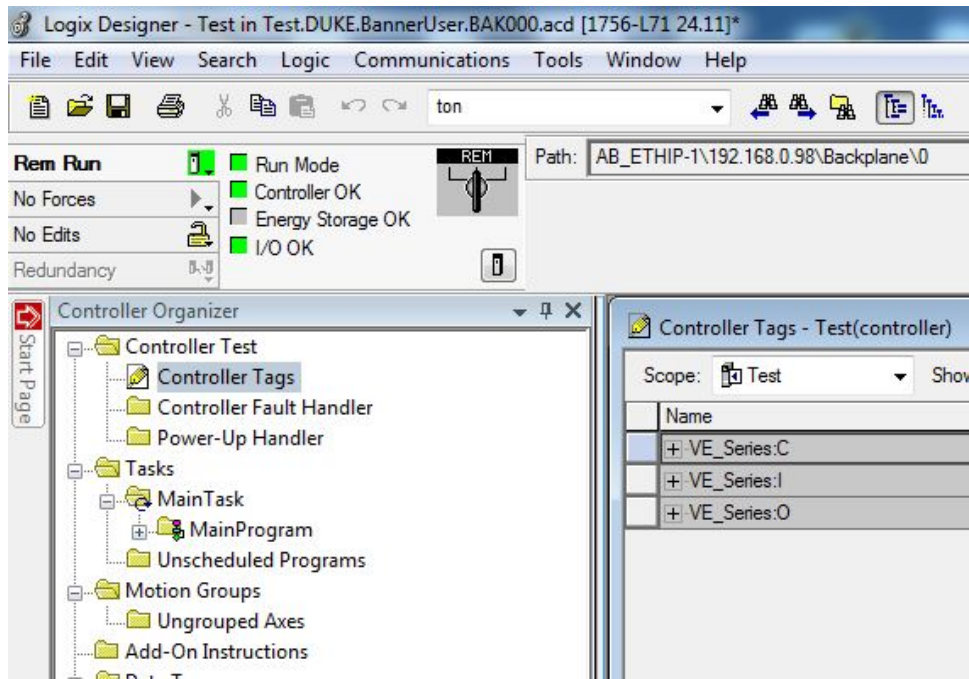 Logix Designer - Test in Test.DUKE.BannerUser.BAK000.acd [1756-L71 24.11]*
File Edit View Search Logic Communications Tools Window Help
ton
Rem Run
Run Mode
REM
Path: AB_ETHIP-1\192.168.0.98\Backplane\0
No Forces
Controller OK
No Edits
Energy Storage OK
Redundancy
I/O OK
Start Page
Controller Organizer
Controller Test
Controller Tags
Controller Fault Handler
Power-Up Handler
Tasks
MainTask
MainProgram
Unscheduled Programs
Motion Groups
Ungrouped Axes
Add-On Instructions
Controller Tags - Test(controller)
Scope: Test Show
Name
VE_Series:C
VE_Series:I
VE_Series:O